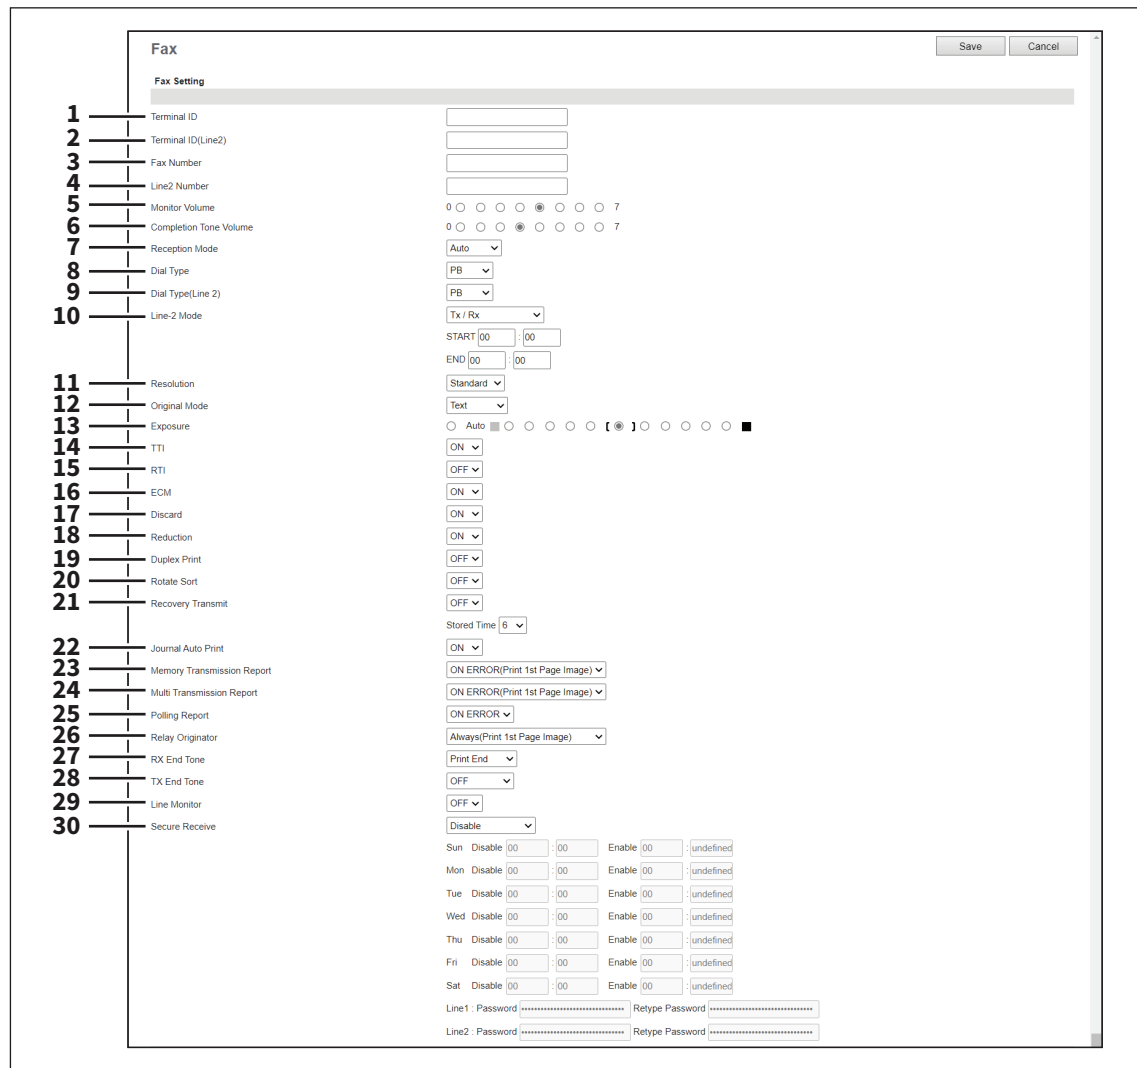 Fax Save Cancel
Fax Setting
1 Terminal ID
2 Terminal ID(Line2)
3 Fax Number
4 Line2 Number
5 Monitor Volume 0 7
6 Completion Tone Volume 0 7
7 Reception Mode Auto
8 Dial Type PB
9 Dial Type(Line 2) PB
10 Line-2 Mode Tx / Rx
START 00 : 00
END 00 : 00
11 Resolution Standard
12 Original Mode Text
13 Exposure Auto [ ]
14 TTI ON
15 RTI OFF
16 ECM ON
17 Discard ON
18 Reduction ON
19 Duplex Print OFF
20 Rotate Sort OFF
21 Recovery Transmit OFF
Stored Time 6
22 Journal Auto Print ON
23 Memory Transmission Report ON ERROR(Print 1st Page Image)
24 Multi Transmission Report ON ERROR(Print 1st Page Image)
25 Polling Report ON ERROR
26 Relay Originator Always(Print 1st Page Image)
27 RX End Tone Print End
28 TX End Tone OFF
29 Line Monitor OFF
30 Secure Receive Disable
Sun Disable 00 : 00 Enable 00 : undefined
Mon Disable 00 : 00 Enable 00 : undefined
Tue Disable 00 : 00 Enable 00 : undefined
Wed Disable 00 : 00 Enable 00 : undefined
Thu Disable 00 : 00 Enable 00 : undefined
Fri Disable 00 : 00 Enable 00 : undefined
Sat Disable 00 : 00 Enable 00 : undefined
Line1 : Password Retype Password
Line2 : Password Retype Password